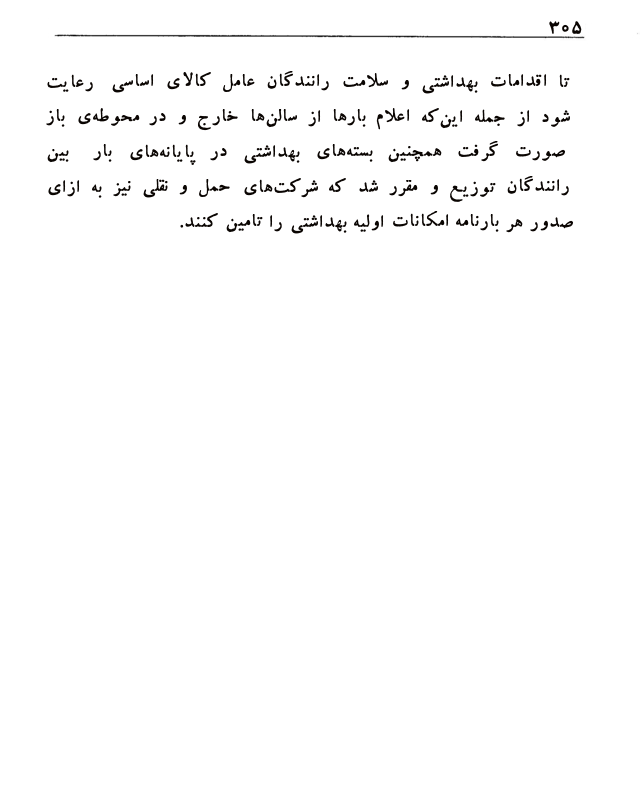 ۳۰۵
تا اقدامات بهداشتی و سلامت رانندگان عامل کالای اساسی رعایت
شود از جمله این‌که اعلام بارها از سالن‌ها خارج و در محوطه‌ی باز
صورت گرفت همچنین بسته‌های بهداشتی در پایانه‌های بار بین
رانندگان توزیع و مقرر شد که شرکت‌های حمل و نقلی نیز به ازای
صدور هر بارنامه امکانات اولیه بهداشتی را تامین کنند.